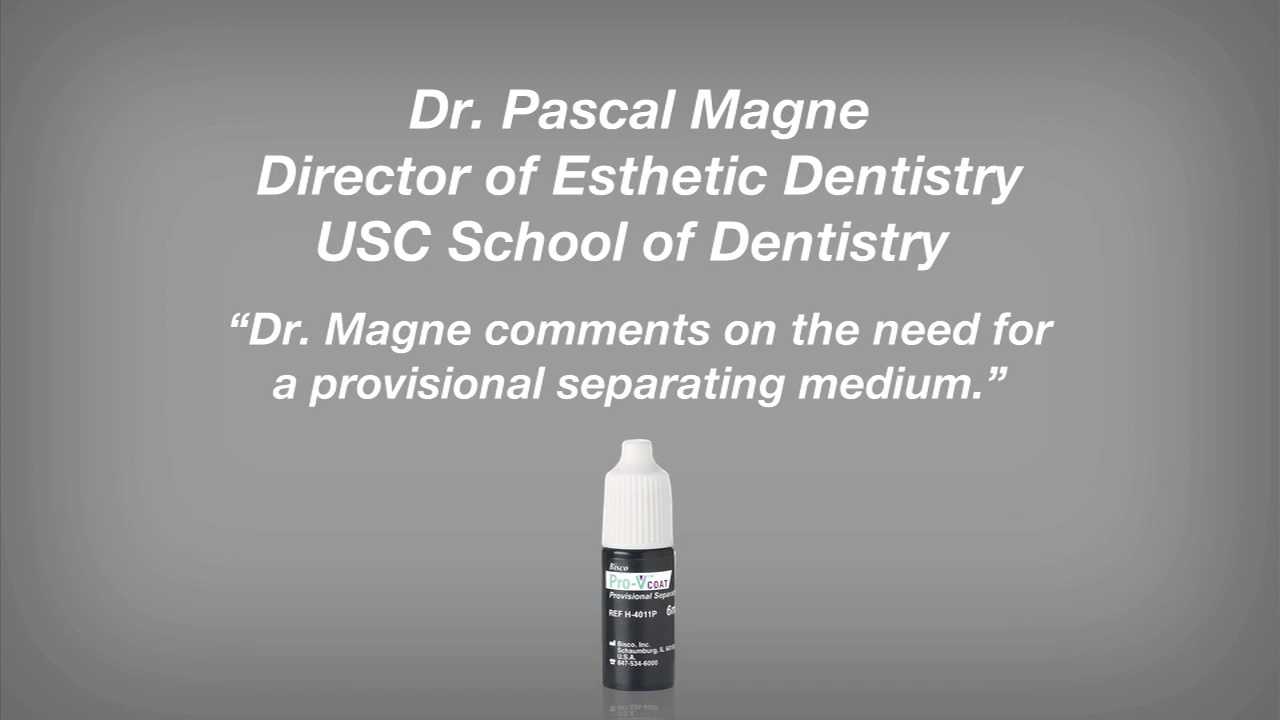 Dr. Pascal Magne
Director of Esthetic Dentistry
USC School of Dentistry
“Dr. Magne comments on the need for
a provisional separating medium.”
Bisco
Pro-V™ COAT
Provisional
REF H-4011P
Bisco, Inc.
Schaumburg, IL
U.S.A.
847-534-6000